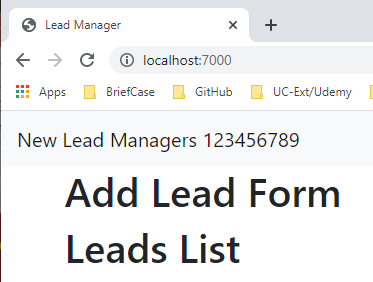 Lead Manager
localhost:7000
Apps BriefCase GitHub UC-Ext/Udemy
New Lead Managers 123456789
Add Lead Form
Leads List